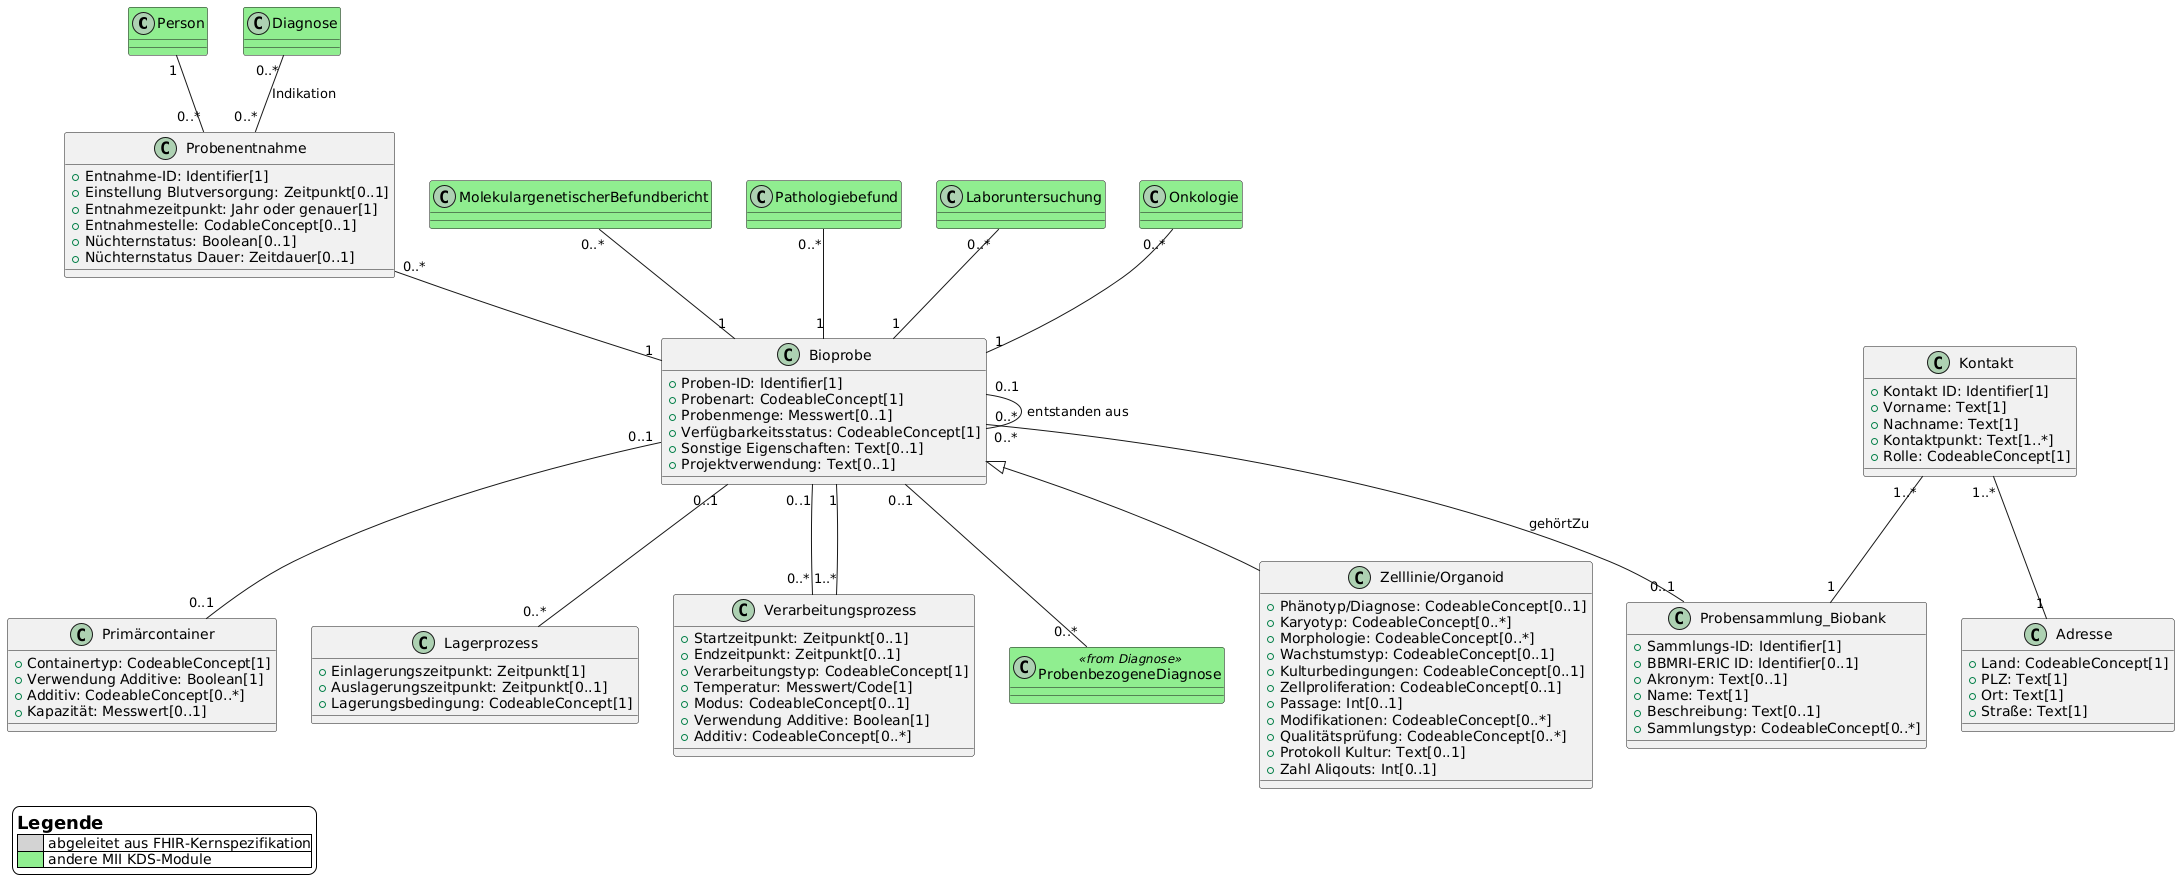 C Person
C Diagnose
1
0..*
Indikation
0..*
0..*
C Probenentnahme
Entnahme-ID: Identifier[1]
Einstellung Blutversorgung: Zeitpunkt[0..1]
Entnahmezeitpunkt: Jahr oder genauer[1]
Entnahmestelle: CodableConcept[0..1]
Nüchternstatus: Boolean[0..1]
Nüchternstatus Dauer: Zeitdauer[0..1]
C MolekulargenetischerBefundbericht
C Pathologiebefund
C Laboruntersuchung
C Onkologie
0..*
0..*
0..*
0..*
0..*
1
1
1
1
1
C Bioprobe
Proben-ID: Identifier[1]
Probenart: CodeableConcept[1]
Probenmenge: Messwert[0..1]
Verfügbarkeitsstatus: CodeableConcept[1]
Sonstige Eigenschaften: Text[0..1]
Projektverwendung: Text[0..1]
0..1
0..*
entstanden aus
0..*
C Kontakt
Kontakt ID: Identifier[1]
Vorname: Text[1]
Nachname: Text[1]
Kontaktpunkt: Text[1..*]
Rolle: CodeableConcept[1]
0..1
0..1
0..1
1
0..1
1..*
1..*
gehörtZu
0..1
0..*
0..*
1..*
0..*
0..1
1
1
C Primärcontainer
Containertyp: CodeableConcept[1]
Verwendung Additive: Boolean[1]
Additiv: CodeableConcept[0..*]
Kapazität: Messwert[0..1]
C Lagerprozess
Einlagerungszeitpunkt: Zeitpunkt[1]
Auslagerungszeitpunkt: Zeitpunkt[0..1]
Lagerungsbedingung: CodeableConcept[1]
C Verarbeitungsprozess
Startzeitpunkt: Zeitpunkt[0..1]
Endzeitpunkt: Zeitpunkt[0..1]
Verarbeitungstyp: CodeableConcept[1]
Temperatur: Messwert/Code[1]
Modus: CodeableConcept[0..1]
Verwendung Additive: Boolean[1]
Additiv: CodeableConcept[0..*]
C «from Diagnose»
ProbenbezogeneDiagnose
C Zelllinie/Organoid
Phänotyp/Diagnose: CodeableConcept[0..1]
Karyotyp: CodeableConcept[0..*]
Morphologie: CodeableConcept[0..*]
Wachstumstyp: CodeableConcept[0..1]
Kulturbedingungen: CodeableConcept[0..1]
Zellproliferation: CodeableConcept[0..1]
Passage: Int[0..1]
Modifikationen: CodeableConcept[0..*]
Qualitätsprüfung: CodeableConcept[0..*]
Protokoll Kultur: Text[0..1]
Zahl Aliqouts: Int[0..1]
C Probensammlung_Biobank
Sammlungs-ID: Identifier[1]
BBMRI-ERIC ID: Identifier[0..1]
Akronym: Text[0..1]
Name: Text[1]
Beschreibung: Text[0..1]
Sammlungstyp: CodeableConcept[0..*]
C Adresse
Land: CodeableConcept[1]
PLZ: Text[1]
Ort: Text[1]
Straße: Text[1]
Legende
abgeleitet aus FHIR-Kernspezifikation
andere MII KDS-Module